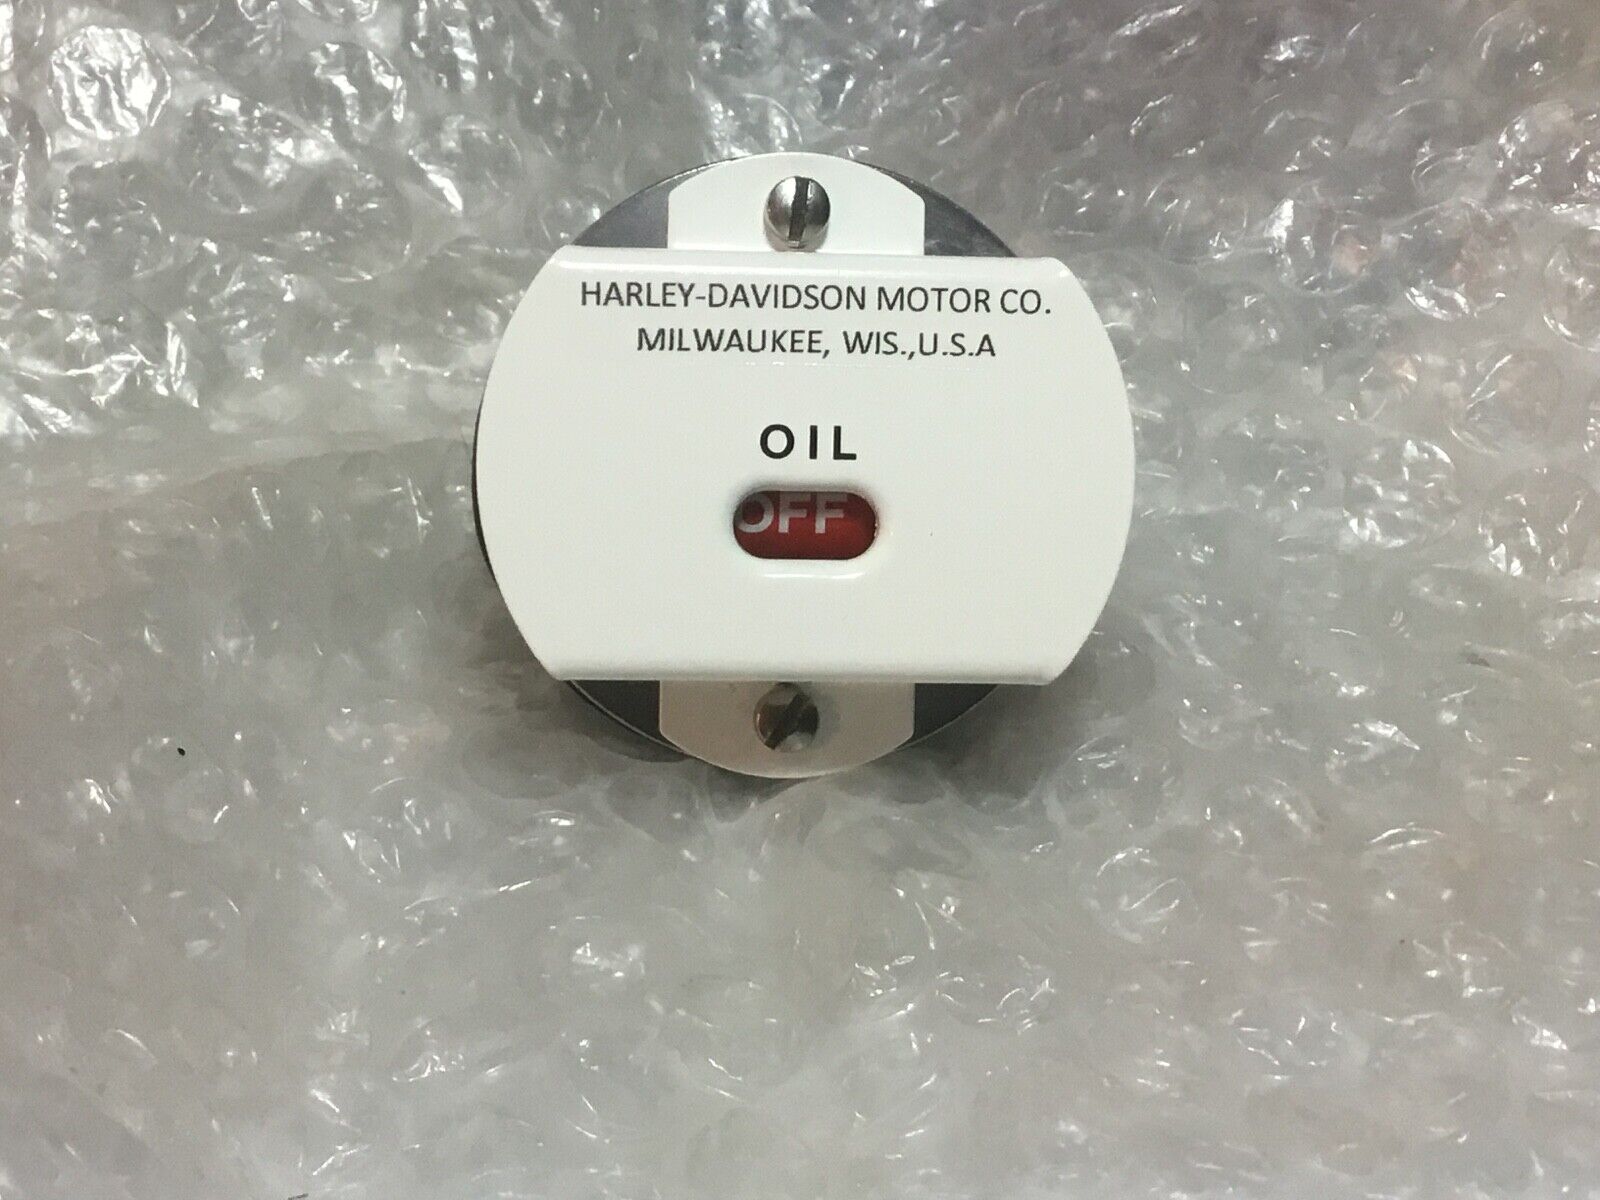 HARLEY-DAVIDSON MOTOR CO.
MILWAUKEE, WIS.,U.S.A
OIL
OFF